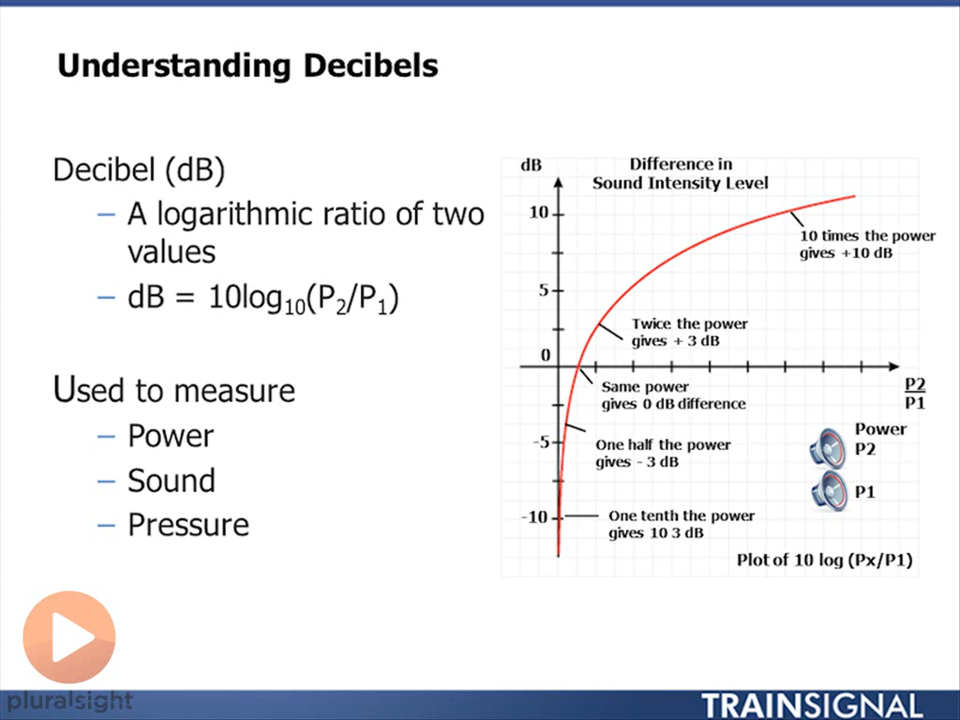 Understanding Decibels
Decibel (dB)
– A logarithmic ratio of two
values
– dB = 10log10(P2/P1)
Used to measure
– Power
– Sound
– Pressure
dB
Difference in
Sound Intensity Level
10
5
0
-5
-10
10 times the power
gives +10 dB
Twice the power
gives + 3 dB
Same power
gives 0 dB difference
One half the power
gives - 3 dB
One tenth the power
gives 10 3 dB
P2
P1
Power
P2
P1
Plot of 10 log (Px/P1)
pluralsight
TRAINSIGNAL